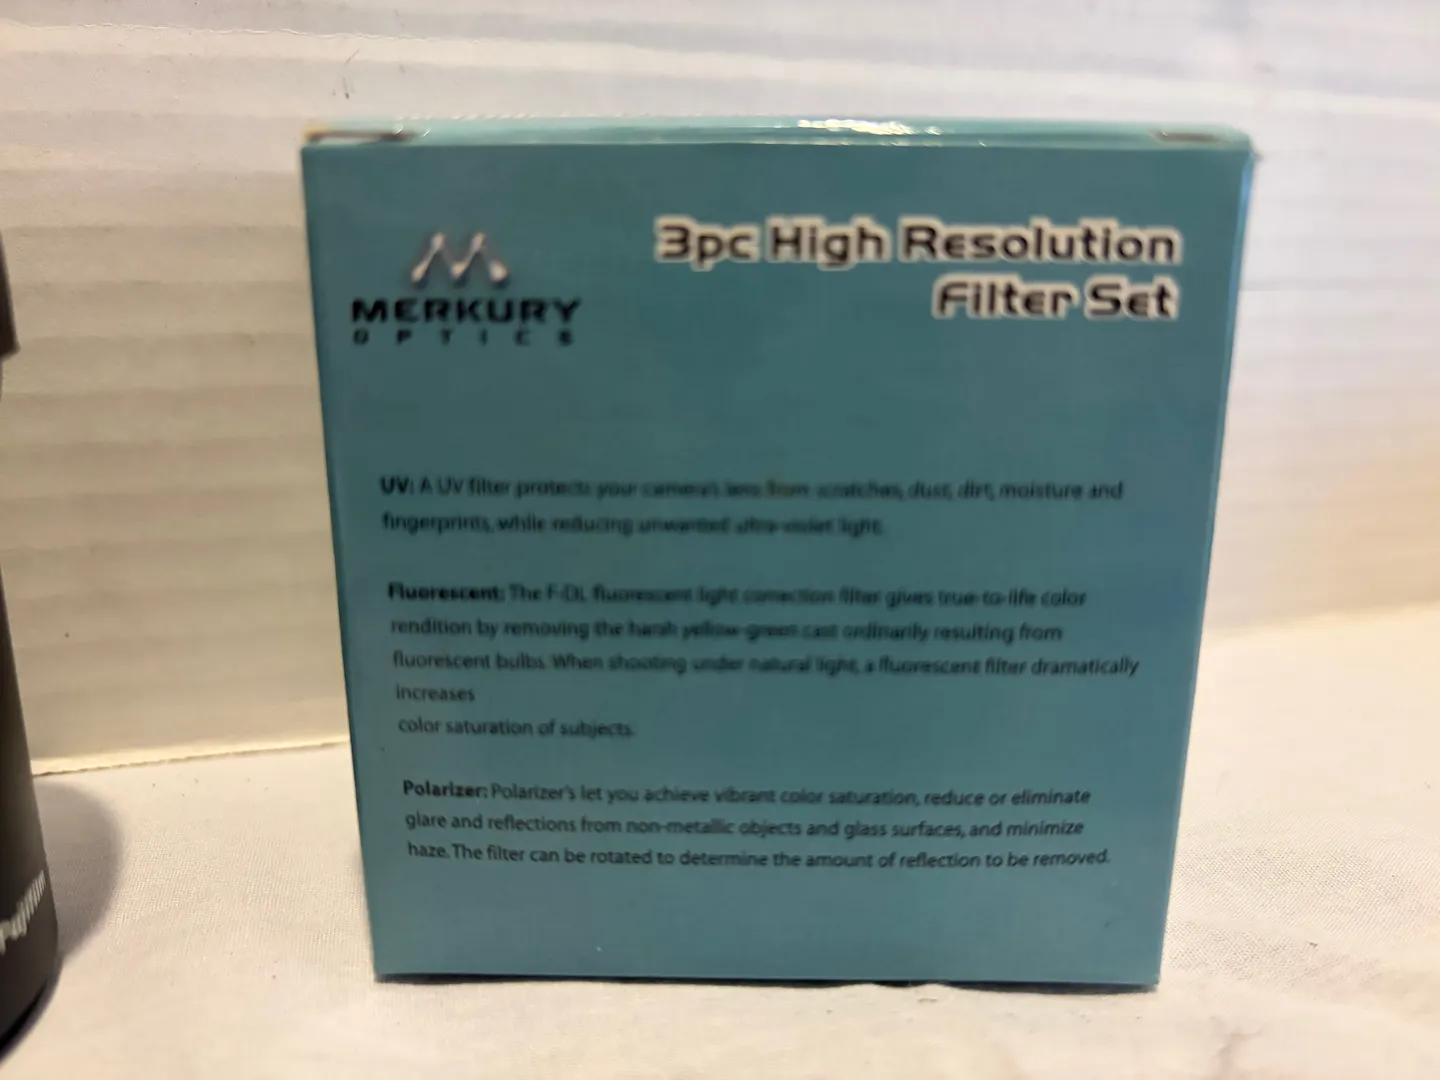 MERKURY
OPTICS
3pc High Resolution
Filter Set
UV: A UV filter protects your camera's lens from scratches, dust, dirt, moisture and
fingerprints, while reducing unwanted ultra-violet light.
Fluorescent: The F-DL fluorescent light correction filter gives true-to-life color
rendition by removing the harsh yellow-green cast ordinarily resulting from
fluorescent bulbs. When shooting under natural light, a fluorescent filter dramatically
increases
color saturation of subjects.
Polarizer: Polarizer's let you achieve vibrant color saturation, reduce or eliminate
glare and reflections from non-metallic objects and glass surfaces, and minimize
haze. The filter can be rotated to determine the amount of reflection to be removed.
Fujifilm